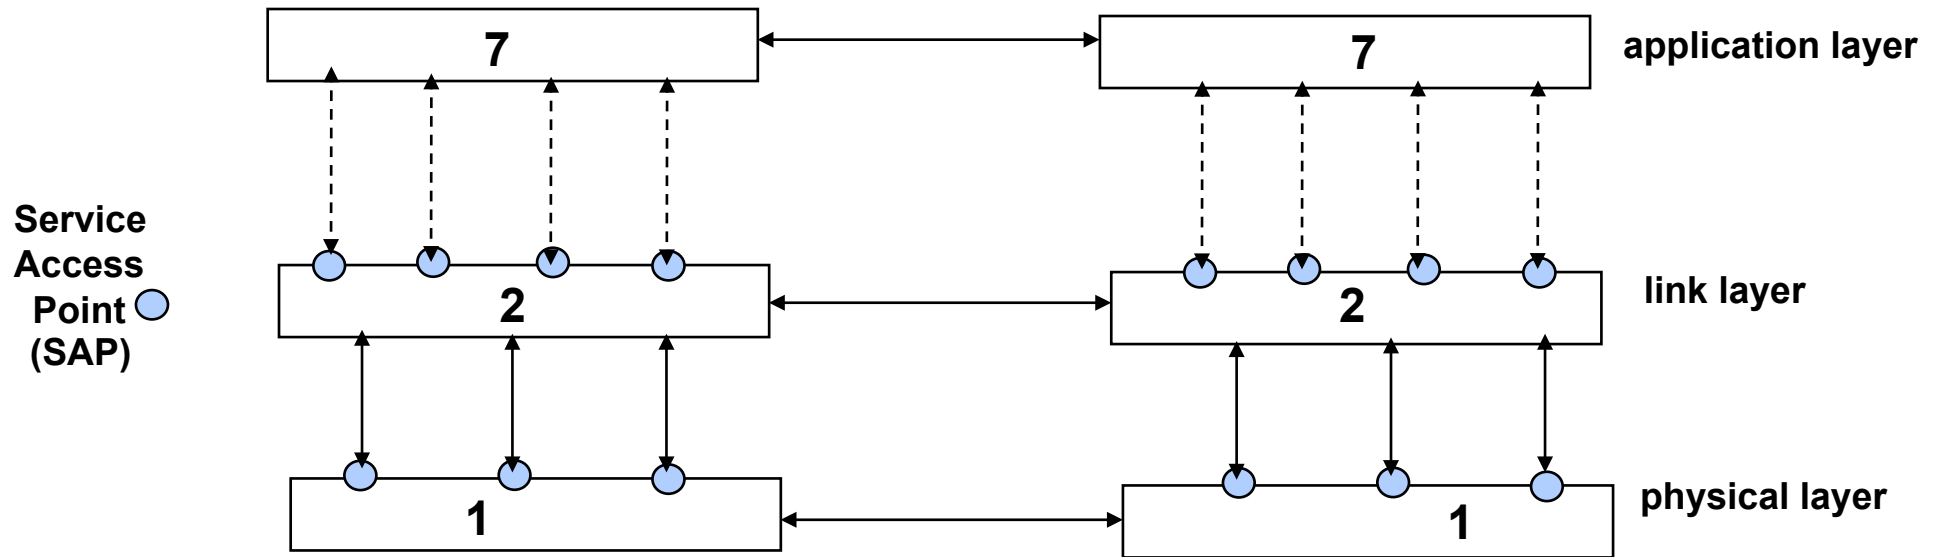 7
7
application layer
Service
Access
Point
(SAP)
2
2
link layer
1
1
physical layer